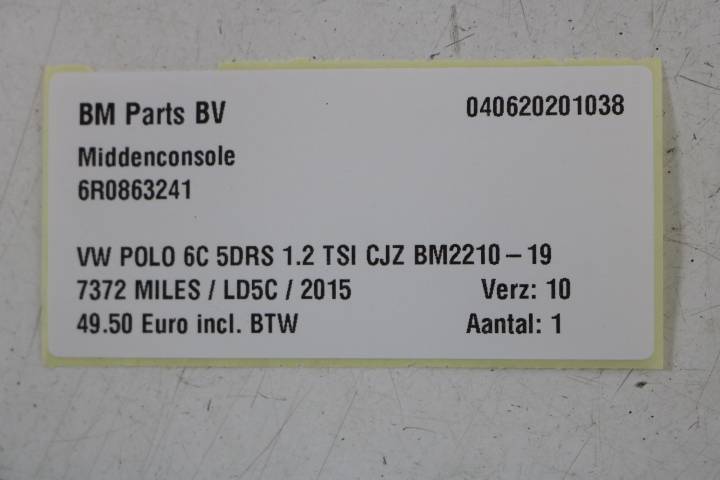 BM Parts BV 040620201038
Middenconsole
6R0863241
VW POLO 6C 5DRS 1.2 TSI CJZ BM2210 – 19
7372 MILES / LD5C / 2015 Verz: 10
49.50 Euro incl. BTW Aantal: 1